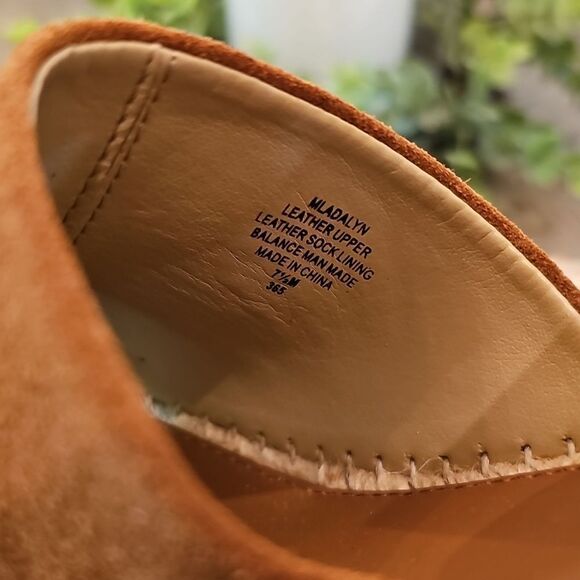 MLADALYN
LEATHER UPPER
LEATHER SOCK LINING
BALANCE MAN MADE
MADE IN CHINA
7½M
365